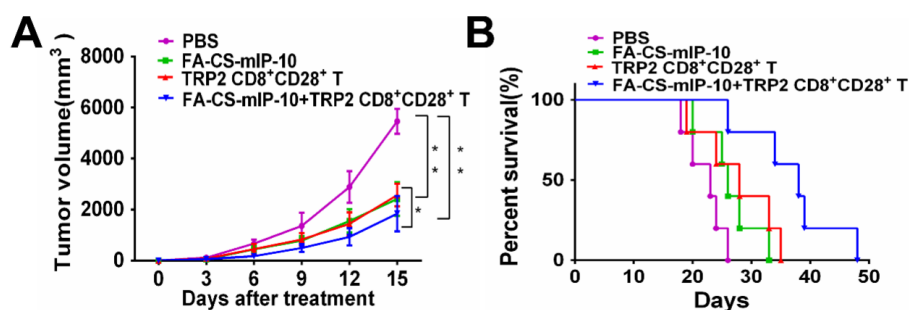 A
PBS
FA-CS-mIP-10
TRP2 CD8+CD28+ T
FA-CS-mIP-10+TRP2 CD8+CD28+ T
Tumor volume(mm3)
8000
6000
4000
2000
0
* *
* *
*
0 3 6 9 12 15
Days after treatment
B
PBS
FA-CS-mIP-10
TRP2 CD8+CD28+ T
FA-CS-mIP-10+TRP2 CD8+CD28+ T
Percent survival(%)
100
50
0
0 10 20 30 40 50
Days